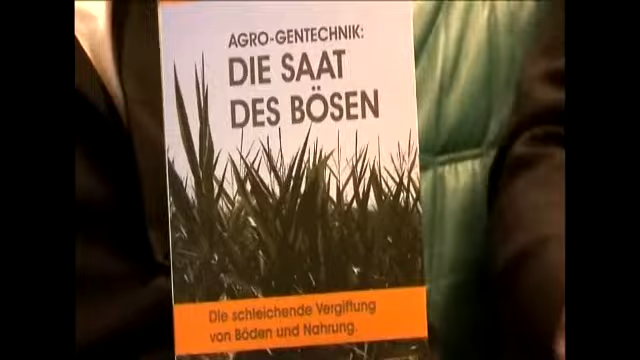 AGRO-GENTECHNIK:
DIE SAAT
DES BÖSEN
Die schleichende Vergiftung
von Böden und Nahrung.